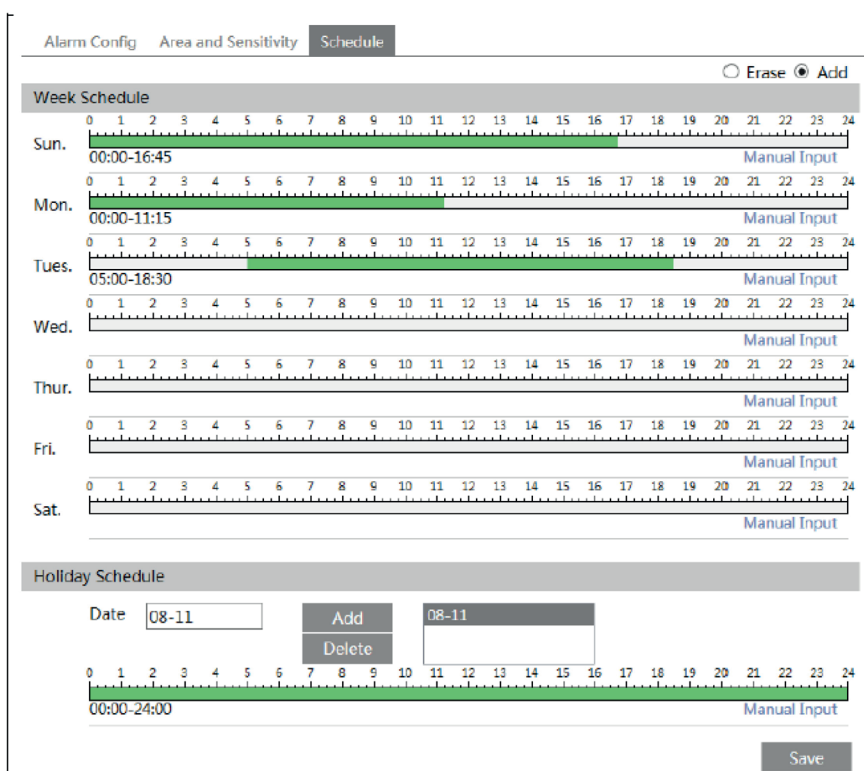 Alarm Config Area and Sensitivity Schedule
Erase Add
Week Schedule
0 1 2 3 4 5 6 7 8 9 10 11 12 13 14 15 16 17 18 19 20 21 22 23 24
Sun.
00:00-16:45 Manual Input
0 1 2 3 4 5 6 7 8 9 10 11 12 13 14 15 16 17 18 19 20 21 22 23 24
Mon.
00:00-11:15 Manual Input
0 1 2 3 4 5 6 7 8 9 10 11 12 13 14 15 16 17 18 19 20 21 22 23 24
Tues.
05:00-18:30 Manual Input
0 1 2 3 4 5 6 7 8 9 10 11 12 13 14 15 16 17 18 19 20 21 22 23 24
Wed.
Manual Input
0 1 2 3 4 5 6 7 8 9 10 11 12 13 14 15 16 17 18 19 20 21 22 23 24
Thur.
Manual Input
0 1 2 3 4 5 6 7 8 9 10 11 12 13 14 15 16 17 18 19 20 21 22 23 24
Fri.
Manual Input
0 1 2 3 4 5 6 7 8 9 10 11 12 13 14 15 16 17 18 19 20 21 22 23 24
Sat.
Manual Input
Holiday Schedule
Date 08-11 Add 08-11
Delete
0 1 2 3 4 5 6 7 8 9 10 11 12 13 14 15 16 17 18 19 20 21 22 23 24
00:00-24:00 Manual Input
Save